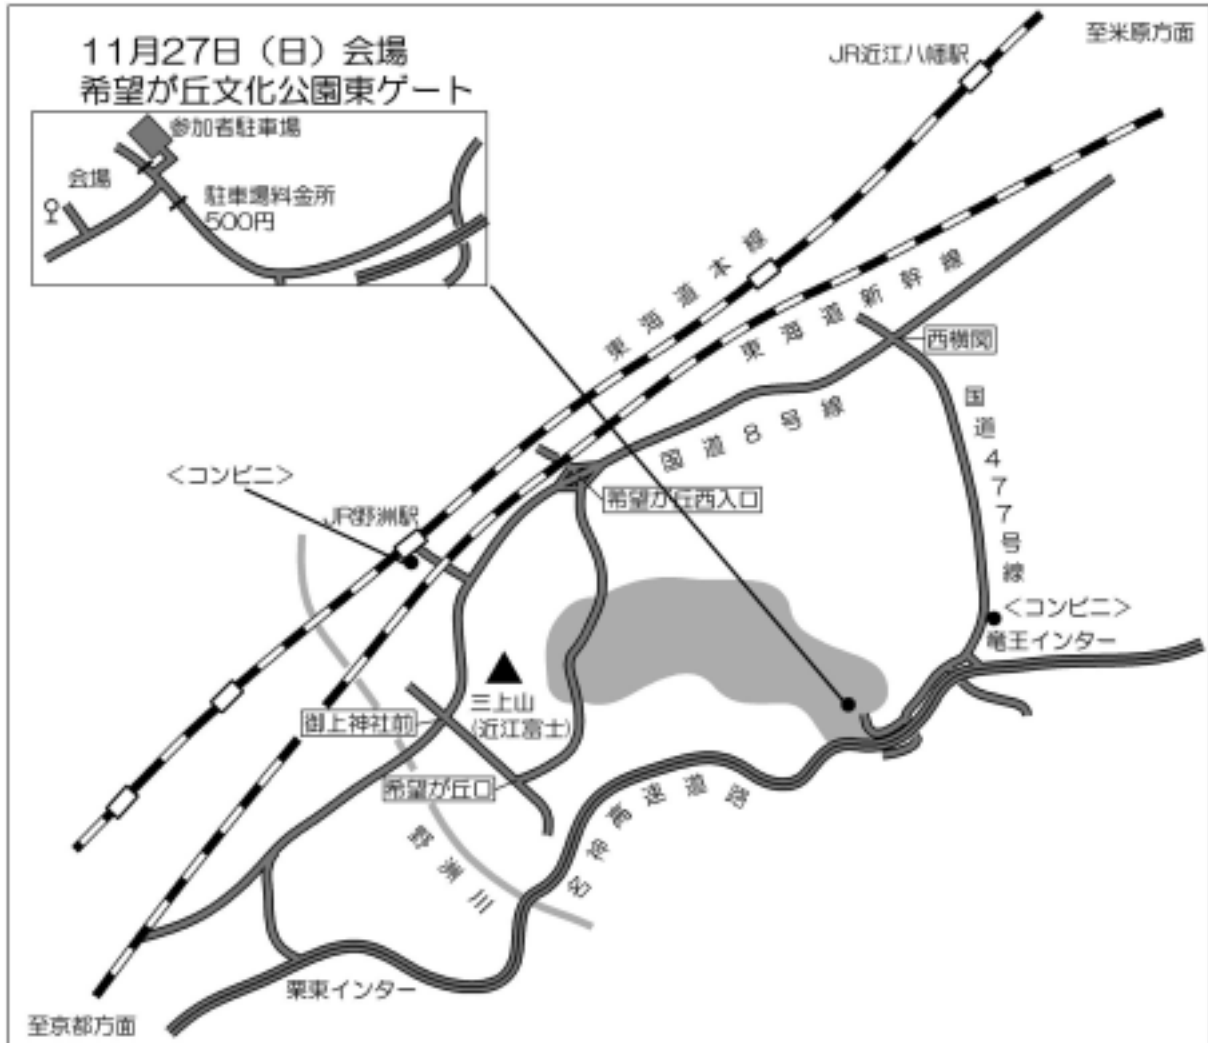 11月27日（日）会場
希望が丘文化公園東ゲート
参加者駐車場
会場
駐車場料金所
500円
至米原方面
JR近江八幡駅
東海道本線
東海道新幹線
西横関
国道8号線
国道477号線
希望が丘西入口
＜コンビニ＞
JR野洲駅
＜コンビニ＞
竜王インター
三上山
(近江富士)
御上神社前
希望が丘口
名神高速道路
野洲川
栗東インター
至京都方面